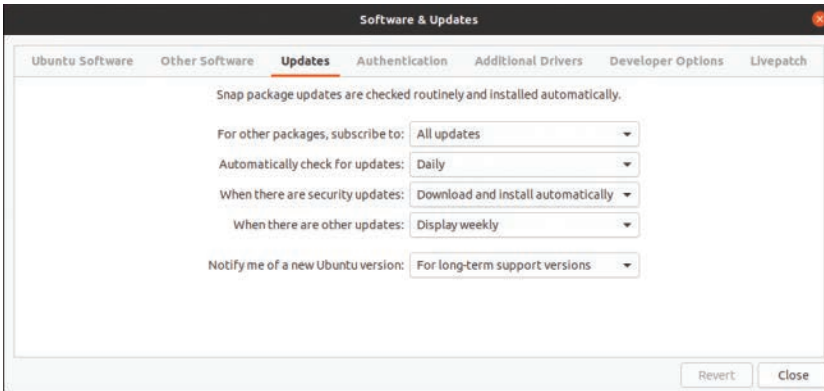 Software & Updates
Ubuntu Software Other Software Updates Authentication Additional Drivers Developer Options Livepatch
Snap package updates are checked routinely and installed automatically.
For other packages, subscribe to: All updates
Automatically check for updates: Daily
When there are security updates: Download and install automatically
When there are other updates: Display weekly
Notify me of a new Ubuntu version: For long-term support versions
Revert Close